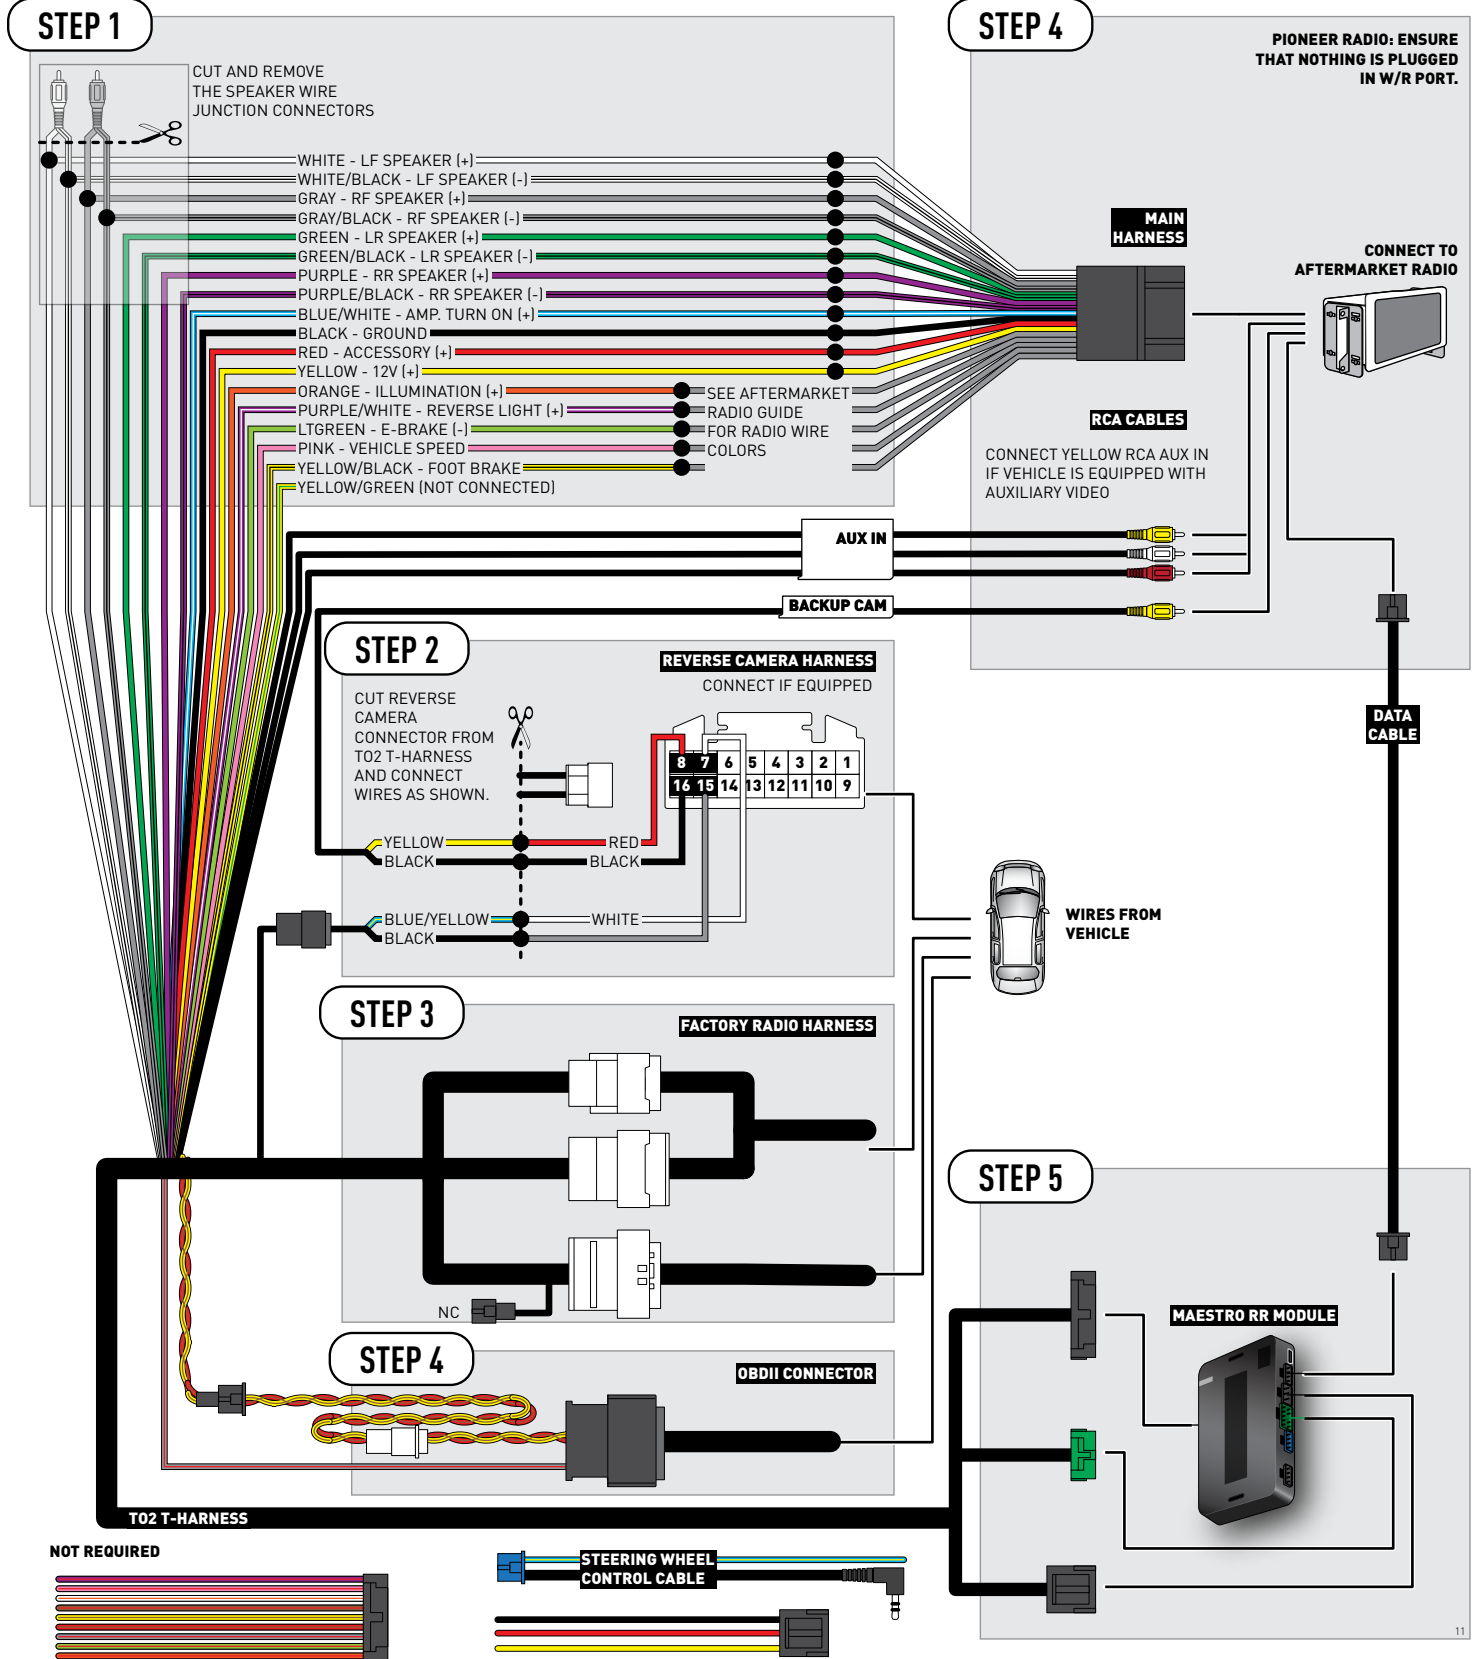 STEP 1
CUT AND REMOVE
THE SPEAKER WIRE
JUNCTION CONNECTORS
WHITE - LF SPEAKER (+)
WHITE/BLACK - LF SPEAKER (-)
GRAY - RF SPEAKER (+)
GRAY/BLACK - RF SPEAKER (-)
GREEN - LR SPEAKER (+)
GREEN/BLACK - LR SPEAKER (-)
PURPLE - RR SPEAKER (+)
PURPLE/BLACK - RR SPEAKER (-)
BLUE/WHITE - AMP. TURN ON (+)
BLACK - GROUND
RED - ACCESSORY (+)
YELLOW - 12V (+)
ORANGE - ILLUMINATION (+)
PURPLE/WHITE - REVERSE LIGHT (+)
LTGREEN - E-BRAKE (-)
PINK - VEHICLE SPEED
YELLOW/BLACK - FOOT BRAKE
YELLOW/GREEN (NOT CONNECTED)
SEE AFTERMARKET
RADIO GUIDE
FOR RADIO WIRE
COLORS
STEP 4
PIONEER RADIO: ENSURE
THAT NOTHING IS PLUGGED
IN W/R PORT.
MAIN
HARNESS
CONNECT TO
AFTERMARKET RADIO
RCA CABLES
CONNECT YELLOW RCA AUX IN
IF VEHICLE IS EQUIPPED WITH
AUXILIARY VIDEO
AUX IN
BACKUP CAM
DATA
CABLE
STEP 2
REVERSE CAMERA HARNESS
CONNECT IF EQUIPPED
CUT REVERSE
CAMERA
CONNECTOR FROM
TO2 T-HARNESS
AND CONNECT
WIRES AS SHOWN.
8 7 6 5 4 3 2 1
16 15 14 13 12 11 10 9
YELLOW RED
BLACK BLACK
BLUE/YELLOW WHITE
BLACK
WIRES FROM
VEHICLE
STEP 3
FACTORY RADIO HARNESS
NC
STEP 4
OBDII CONNECTOR
STEP 5
MAESTRO RR MODULE
TO2 T-HARNESS
NOT REQUIRED
STEERING WHEEL
CONTROL CABLE
11